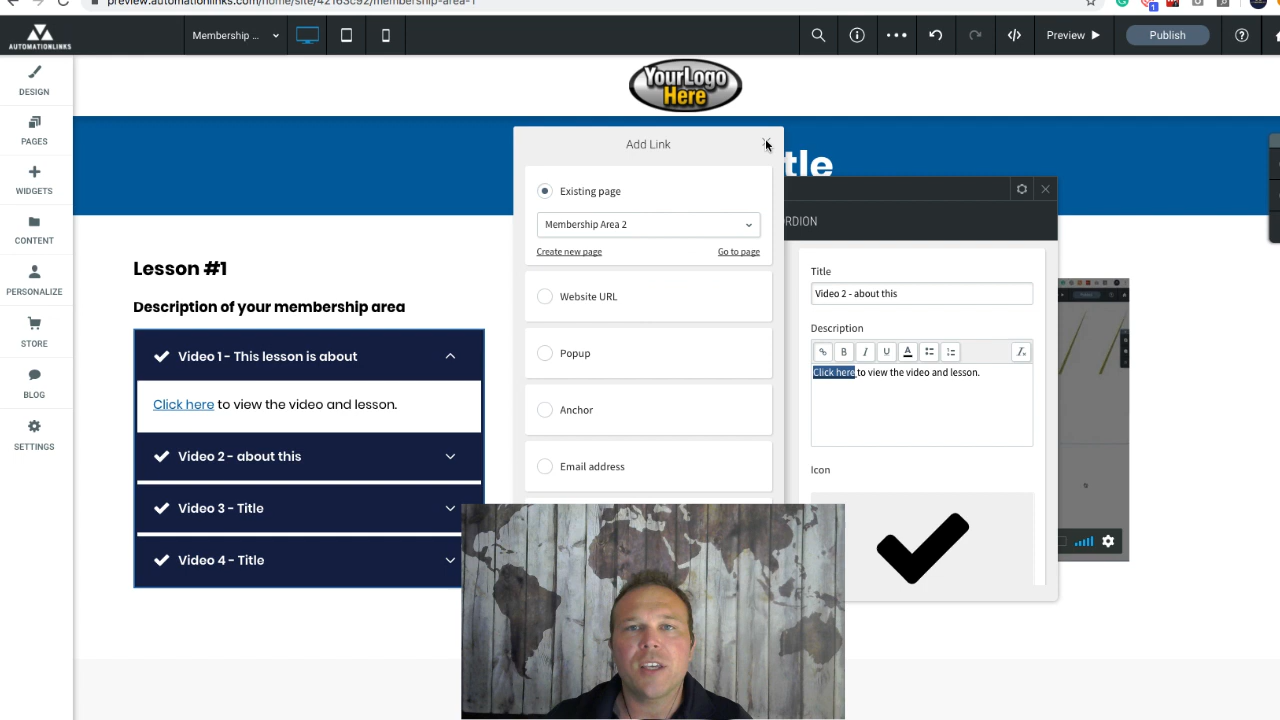 preview.automationlinks.com/home/site/42163c92/membership-area-1
AUTOMATIONLINKS
Membership ...
Preview
Publish
DESIGN
PAGES
WIDGETS
CONTENT
PERSONALIZE
STORE
BLOG
SETTINGS
YourLogo
Here
tle
Lesson #1
Description of your membership area
Video 1 - This lesson is about
Click here to view the video and lesson.
Video 2 - about this
Video 3 - Title
Video 4 - Title
Add Link
Existing page
Membership Area 2
Create new page
Go to page
Website URL
Popup
Anchor
Email address
RDION
Title
Video 2 - about this
Description
B I U A
Click here to view the video and lesson.
Icon